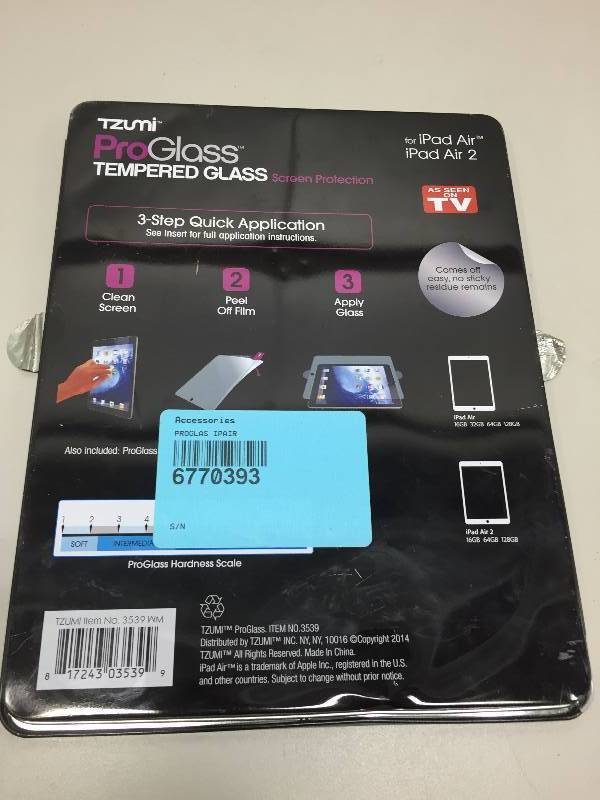 TZUMI™
ProGlass™
TEMPERED GLASS Screen Protection
for iPad Air™
iPad Air 2
AS SEEN
ON
TV
3-Step Quick Application
See Insert for full application instructions.
Comes off
easy, no sticky
residue remains
1
Clean
Screen
2
Peel
Off Film
3
Apply
Glass
iPad Air
16GB 32GB 64GB 128GB
Also included: ProGlass
Accessories
PROGLAS IPAIR
6770393
S/N
iPad Air 2
16GB 64GB 128GB
1 2 3 4
SOFT INTERMEDIA
ProGlass Hardness Scale
TZUMI Item No. 3539 WM
8 17243 03539 9
TZUMI™ ProGlass. ITEM NO.3539
Distributed by TZUMI™ INC. NY, NY, 10016 ©Copyright 2014
TZUMI™ All Rights Reserved. Made In China.
iPad Air™ is a trademark of Apple Inc., registered in the U.S.
and other countries. Subject to change without prior notice.